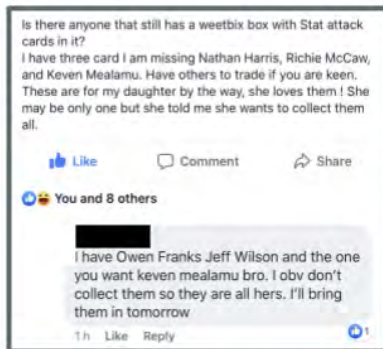 Is there anyone that still has a weetbix box with Stat attack
cards in it?
I have three card I am missing Nathan Harris, Richie McCaw,
and Keven Mealamu. Have others to trade if you are keen.
These are for my daughter by the way, she loves them ! She
may be only one but she told me she wants to collect them
all.
Like Comment Share
You and 8 others
I have Owen Franks Jeff Wilson and the one
you want keven mealamu bro. I obv don't
collect them so they are all hers. I'll bring
them in tomorrow
1h Like Reply 1